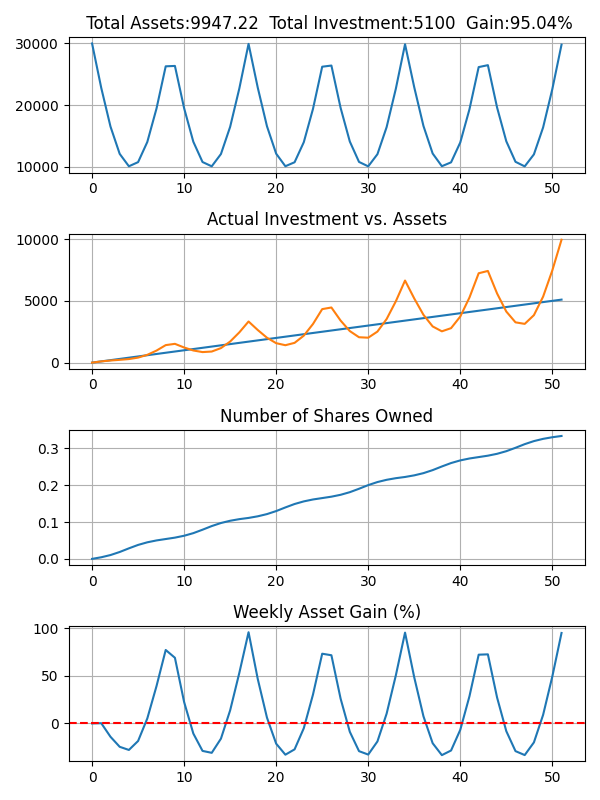 Total Assets:9947.22  Total Investment:5100  Gain:95.04%
30000
20000
10000
0 10 20 30 40 50
Actual Investment vs. Assets
10000
5000
0
0 10 20 30 40 50
Number of Shares Owned
0.3
0.2
0.1
0.0
0 10 20 30 40 50
Weekly Asset Gain (%)
100
50
0
0 10 20 30 40 50